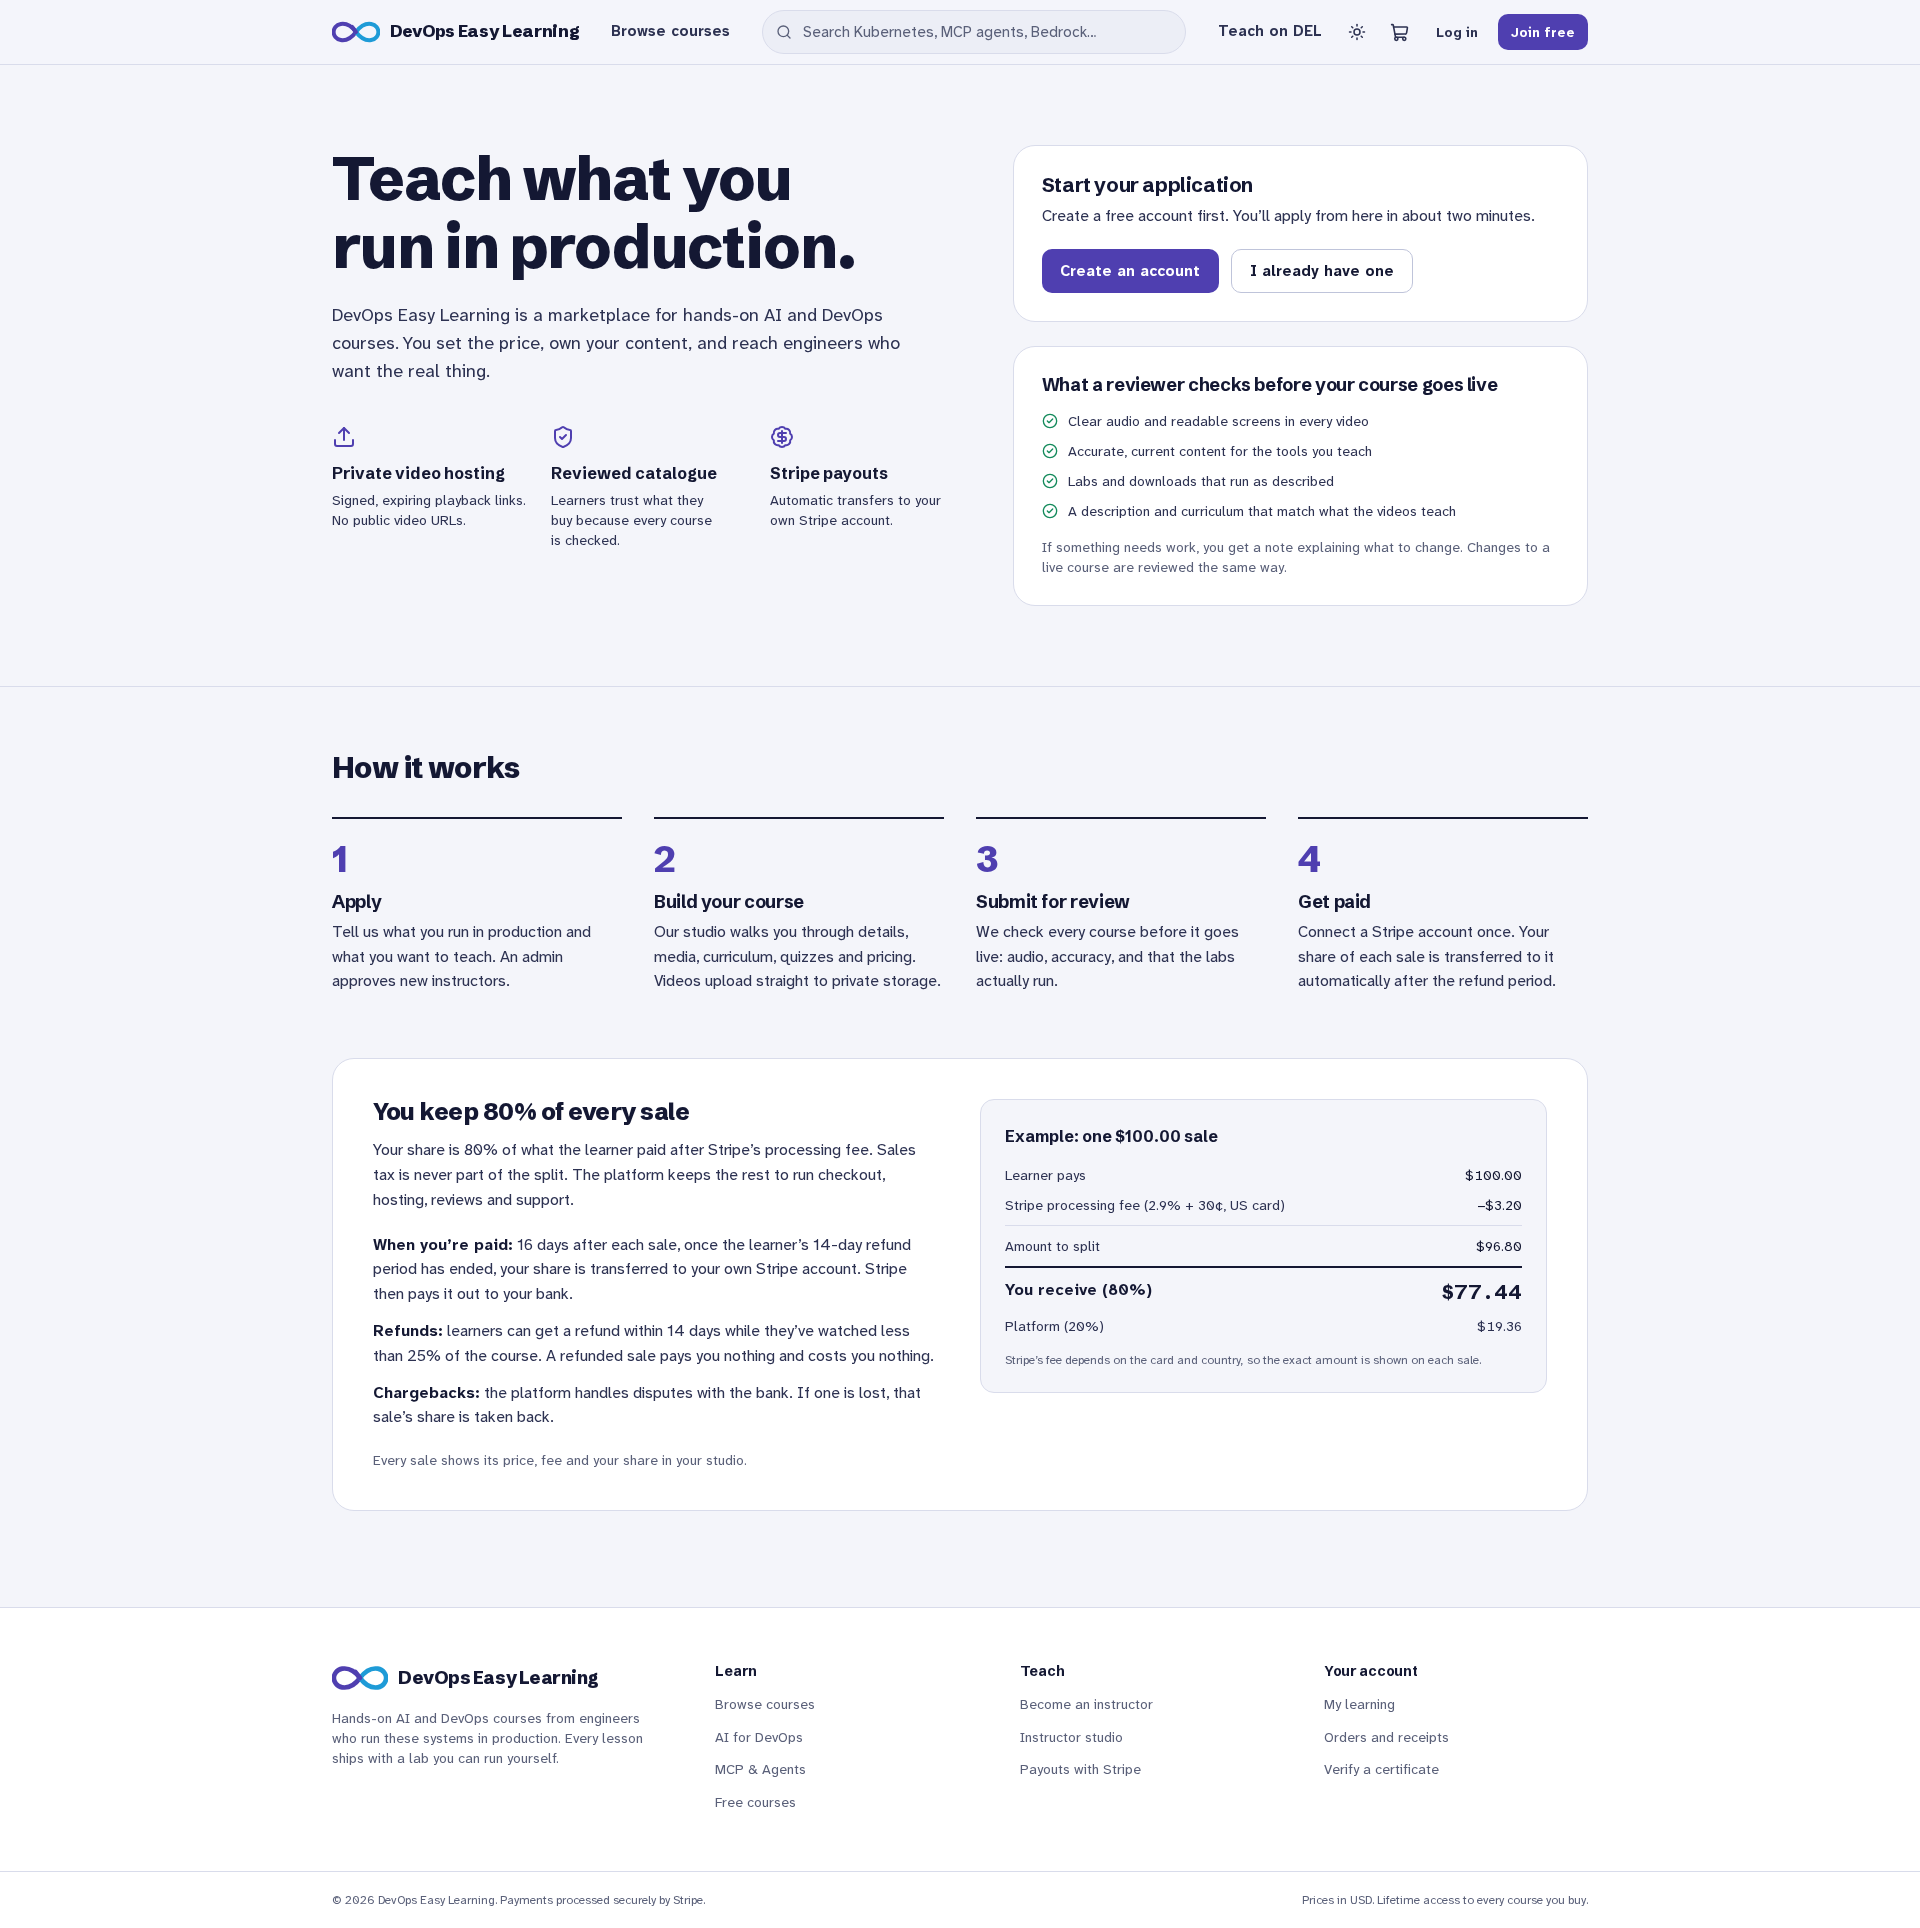 DevOps Easy Learning
Browse courses
Search Kubernetes, MCP agents, Bedrock...
Teach on DEL
Log in
Join free
Teach what you
run in production.
DevOps Easy Learning is a marketplace for hands-on AI and DevOps
courses. You set the price, own your content, and reach engineers who
want the real thing.
Private video hosting
Signed, expiring playback links.
No public video URLs.
Reviewed catalogue
Learners trust what they
buy because every course
is checked.
Stripe payouts
Automatic transfers to your
own Stripe account.
Start your application
Create a free account first. You’ll apply from here in about two minutes.
Create an account
I already have one
What a reviewer checks before your course goes live
Clear audio and readable screens in every video
Accurate, current content for the tools you teach
Labs and downloads that run as described
A description and curriculum that match what the videos teach
If something needs work, you get a note explaining what to change. Changes to a
live course are reviewed the same way.
How it works
1
Apply
Tell us what you run in production and
what you want to teach. An admin
approves new instructors.
2
Build your course
Our studio walks you through details,
media, curriculum, quizzes and pricing.
Videos upload straight to private storage.
3
Submit for review
We check every course before it goes
live: audio, accuracy, and that the labs
actually run.
4
Get paid
Connect a Stripe account once. Your
share of each sale is transferred to it
automatically after the refund period.
You keep 80% of every sale
Your share is 80% of what the learner paid after Stripe’s processing fee. Sales
tax is never part of the split. The platform keeps the rest to run checkout,
hosting, reviews and support.
When you’re paid: 16 days after each sale, once the learner’s 14-day refund
period has ended, your share is transferred to your own Stripe account. Stripe
then pays it out to your bank.
Refunds: learners can get a refund within 14 days while they’ve watched less
than 25% of the course. A refunded sale pays you nothing and costs you nothing.
Chargebacks: the platform handles disputes with the bank. If one is lost, that
sale’s share is taken back.
Every sale shows its price, fee and your share in your studio.
Example: one $100.00 sale
Learner pays $100.00
Stripe processing fee (2.9% + 30¢, US card) –$3.20
Amount to split $96.80
You receive (80%) $77.44
Platform (20%) $19.36
Stripe’s fee depends on the card and country, so the exact amount is shown on each sale.
DevOps Easy Learning
Hands-on AI and DevOps courses from engineers
who run these systems in production. Every lesson
ships with a lab you can run yourself.
Learn
Browse courses
AI for DevOps
MCP & Agents
Free courses
Teach
Become an instructor
Instructor studio
Payouts with Stripe
Your account
My learning
Orders and receipts
Verify a certificate
© 2026 DevOps Easy Learning. Payments processed securely by Stripe.
Prices in USD. Lifetime access to every course you buy.